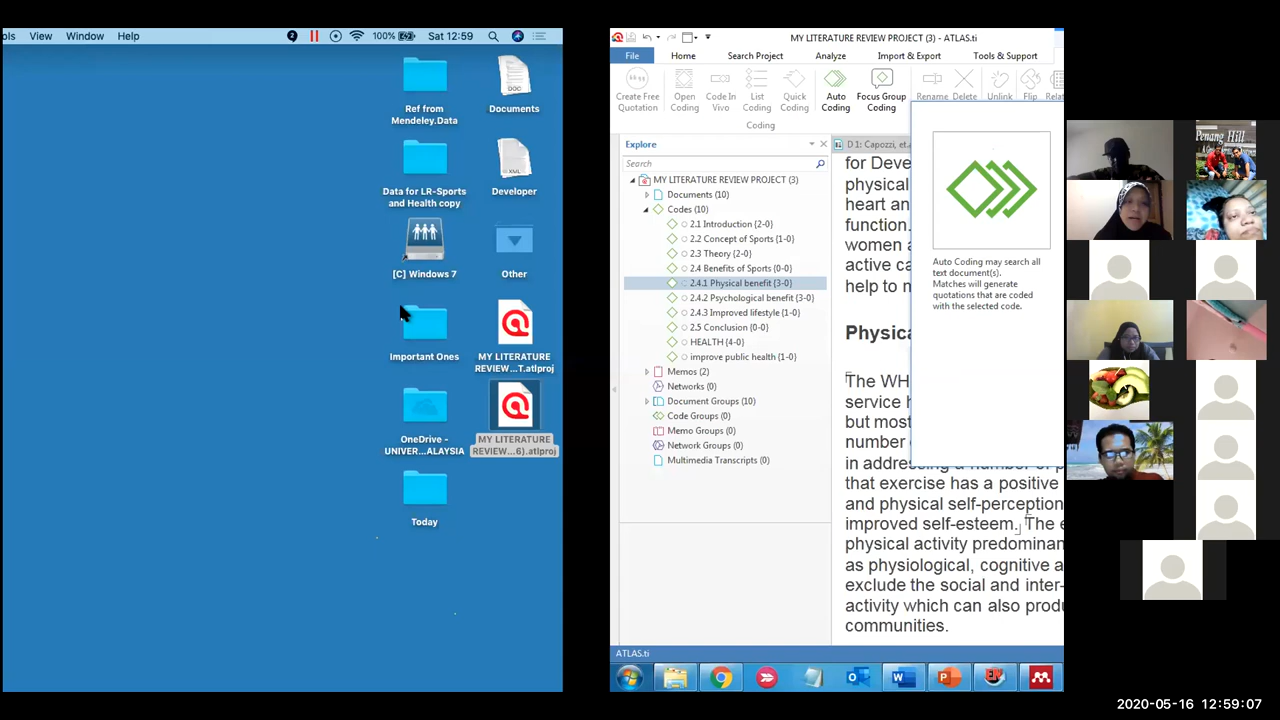 ols View Window Help 100% Sat 12:59
Ref from
Mendeley.Data
Documents
Data for LR-Sports
and Health copy
Developer
[C] Windows 7
Other
Important Ones
MY LITERATURE
REVIEW...T.atlproj
OneDrive -
UNIVER...ALAYSIA
MY LITERATURE
REVIEW...6).atlproj
Today
MY LITERATURE REVIEW PROJECT (3) - ATLAS.ti
File Home Search Project Analyze Import & Export Tools & Support
Create Free
Quotation
Open
Coding
Code In
Vivo
List
Coding
Quick
Coding
Auto
Coding
Focus Group
Coding
Rename
Delete
Unlink
Flip
Coding
Explore
Search
MY LITERATURE REVIEW PROJECT (3)
Documents (10)
Codes (10)
2.1 Introduction {2-0}
2.2 Concept of Sports {1-0}
2.3 Theory {2-0}
2.4 Benefits of Sports {0-0}
2.4.1 Physical benefit {3-0}
2.4.2 Psychological benefit {3-0}
2.4.3 Improved lifestyle {1-0}
2.5 Conclusion {0-0}
HEALTH {4-0}
improve public health {1-0}
Memos (2)
Networks (0)
Document Groups (10)
Code Groups (0)
Memo Groups (0)
Network Groups (0)
Multimedia Transcripts (0)
D 1: Capozzi, et.
for Deve
physical
heart an
function.
women a
active ca
help to m
Physica
The WH
service h
but most
number
in addressing a number of p
that exercise has a positive
and physical self-perception
improved self-esteem. The e
physical activity predominan
as physiological, cognitive a
exclude the social and inter-
activity which can also produ
communities.
Auto Coding may search all
text document(s).
Matches will generate
quotations that are coded
with the selected code.
ATLAS.ti
Penang Hill
2020-05-16 12:59:07